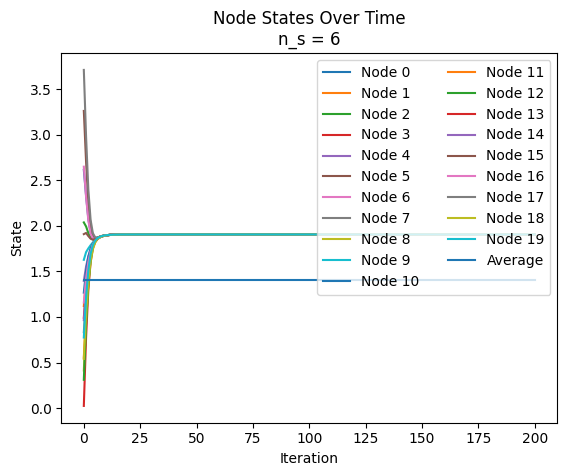 Node States Over Time
n_s = 6
State
3.5
3.0
2.5
2.0
1.5
1.0
0.5
0.0
Node 0
Node 1
Node 2
Node 3
Node 4
Node 5
Node 6
Node 7
Node 8
Node 9
Node 10
Node 11
Node 12
Node 13
Node 14
Node 15
Node 16
Node 17
Node 18
Node 19
Average
0 25 50 75 100 125 150 175 200
Iteration